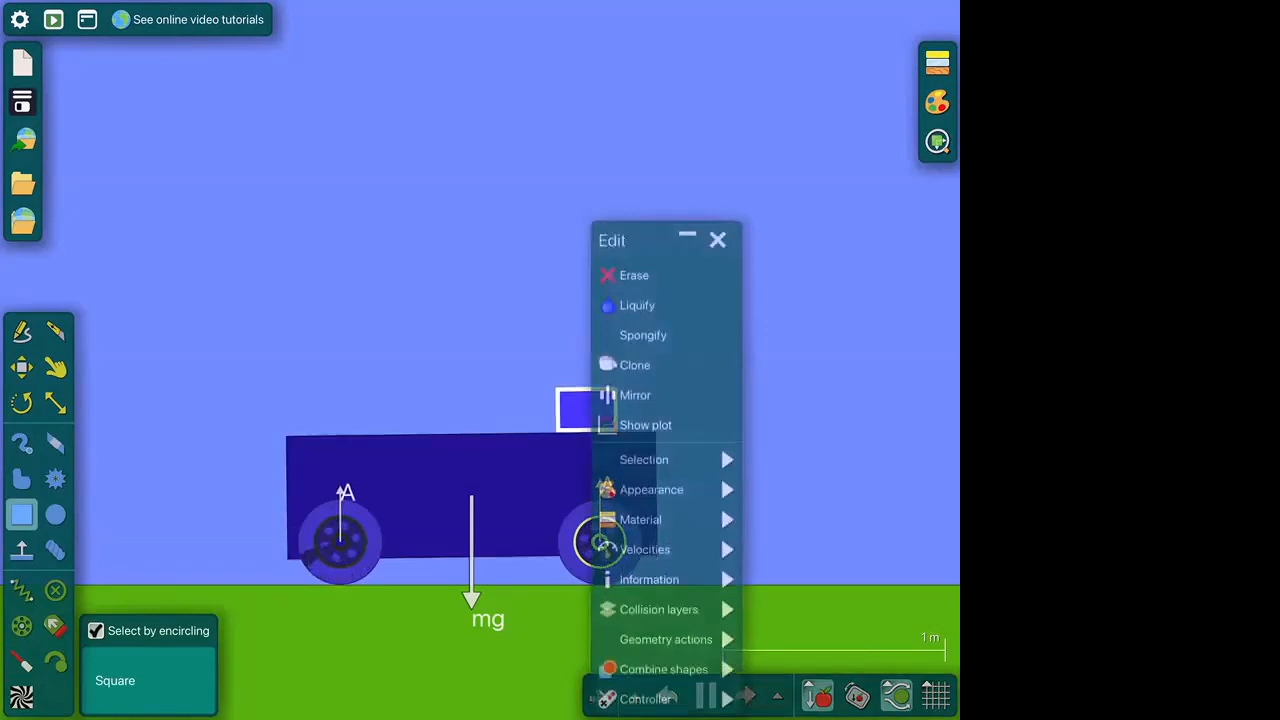 See online video tutorials
Edit
Erase
Liquify
Spongify
Clone
Mirror
Show plot
Selection
Appearance
Material
Velocities
Information
Collision layers
Geometry actions
Combine shapes
Controller
A
mg
1 m
Select by encircling
Square